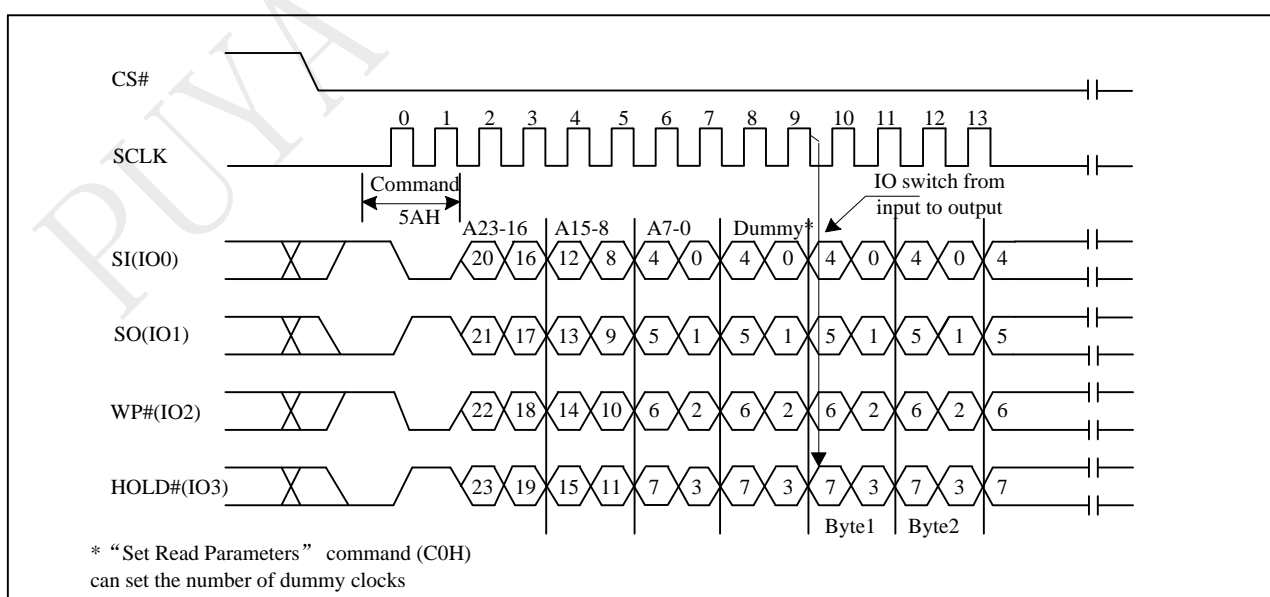 PUYA
CS#
0 1 2 3 4 5 6 7 8 9 10 11 12 13
SCLK
Command
5AH
IO switch from
input to output
A23-16 A15-8 A7-0 Dummy*
SI(IO0) 20 16 12 8 4 0 4 0 4 0 4 0 4
SO(IO1) 21 17 13 9 5 1 5 1 5 1 5 1 5
WP#(IO2) 22 18 14 10 6 2 6 2 6 2 6 2 6
HOLD#(IO3) 23 19 15 11 7 3 7 3 7 3 7 3 7
Byte1 Byte2
* “Set Read Parameters” command (C0H)
can set the number of dummy clocks